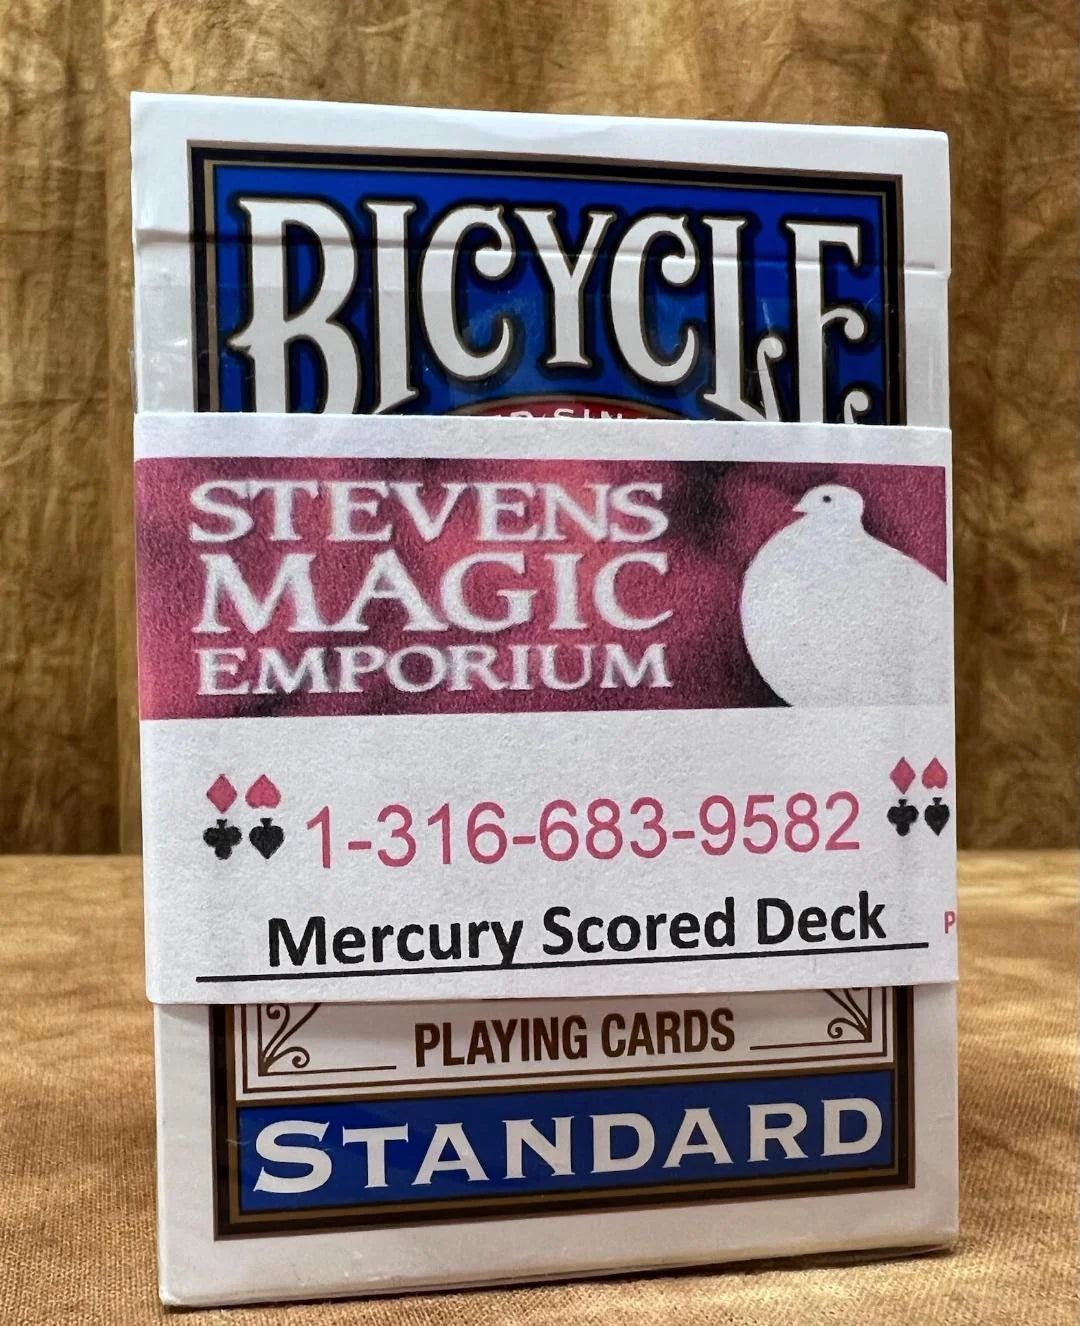 BICYCLE
STEVENS
MAGIC
EMPORIUM
1-316-683-9582
Mercury Scored Deck
P
PLAYING CARDS
STANDARD